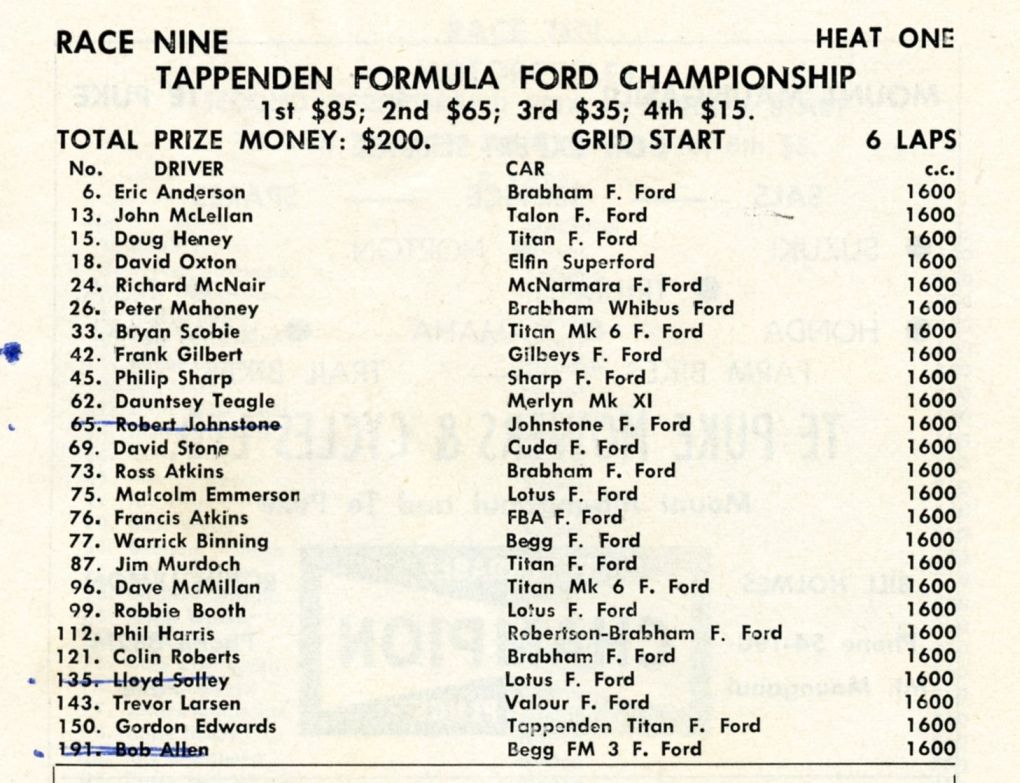 RACE NINE HEAT ONE
TAPPENDEN FORMULA FORD CHAMPIONSHIP
1st $85; 2nd $65; 3rd $35; 4th $15.
TOTAL PRIZE MONEY: $200. GRID START 6 LAPS
No. DRIVER CAR c.c.
6. Eric Anderson Brabham F. Ford 1600
13. John McLellan Talon F. Ford 1600
15. Doug Heney Titan F. Ford 1600
18. David Oxton Elfin Superford 1600
24. Richard McNair McNarmara F. Ford 1600
26. Peter Mahoney Brabham Whibus Ford 1600
33. Bryan Scobie Titan Mk 6 F. Ford 1600
42. Frank Gilbert Gilbeys F. Ford 1600
45. Philip Sharp Sharp F. Ford 1600
62. Dauntsey Teagle Merlyn Mk XI 1600
65. Robert Johnstone Johnstone F. Ford 1600
69. David Stone F. Ford 1600
73. Ross Atkins Brabham F. Ford 1600
75. Malcolm Emmerson Lotus F. Ford 1600
76. Francis Atkins FBA F. Ford 1600
77. Warrick Binning Begg F. Ford 1600
87. Jim Murdoch Titan F. Ford 1600
96. Dave McMillan Titan Mk 6 F. Ford 1600
99. Robbie Booth Lotus F. Ford 1600
112. Phil Harris Robertson-Brabham F. Ford 1600
121. Colin Roberts Brabham F. Ford 1600
135. Lloyd Solley Lotus F. Ford 1600
143. Trevor Larsen Valour F. Ford 1600
150. Gordon Edwards Tappenden Titan F. Ford 1600
191. Bob Allen Begg FM 3 F. Ford 1600